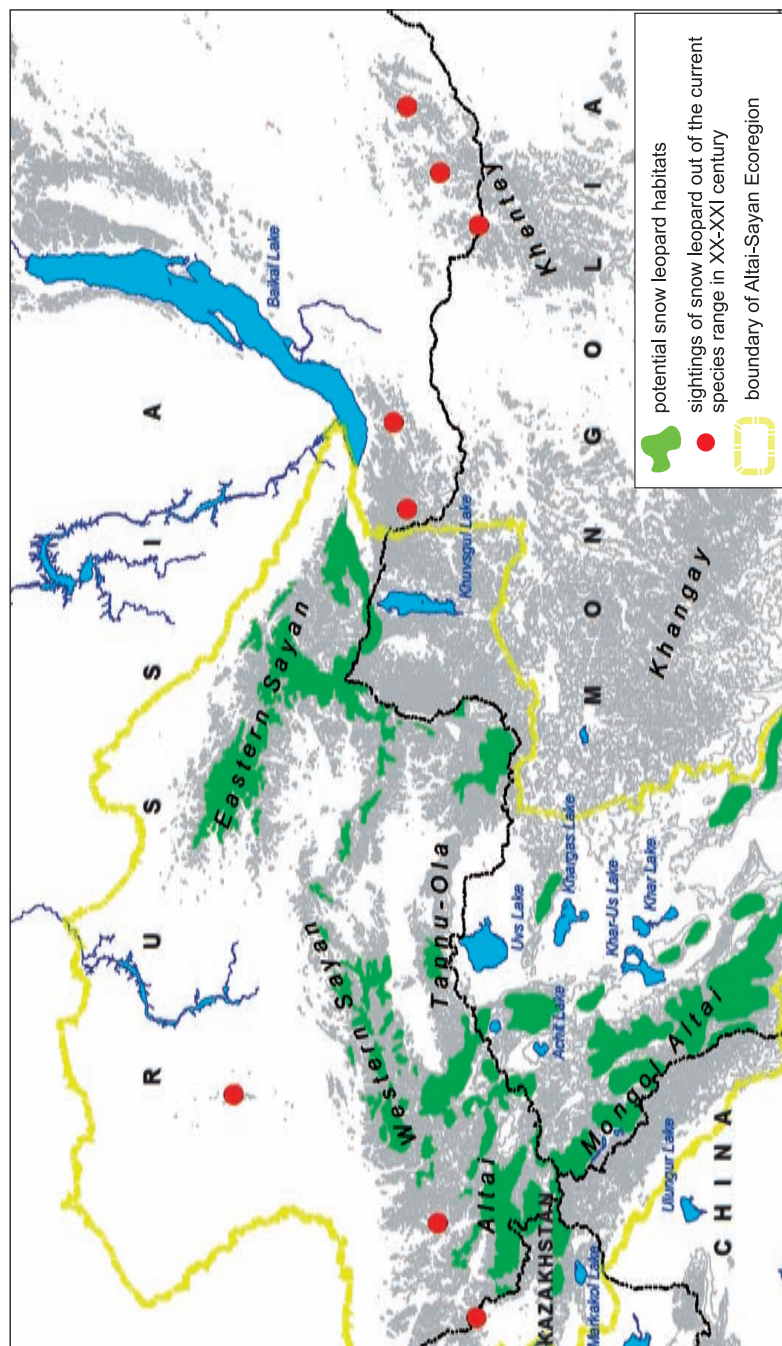 R U S S I A
M O N G O L I A
C H I N A
KAZAKHSTAN
Eastern Sayan
Western Sayan
Tannu-Ola
Altai
Mongol Altai
Khangay
Khentey
Baikal Lake
Khuvsgul Lake
Uvs Lake
Khargas Lake
Khar-Us Lake
Khar Lake
Achit Lake
Ulungur Lake
Markakol Lake
potential snow leopard habitats
sightings of snow leopard out of the current
species range in XX-XXI century
boundary of Altai-Sayan Ecoregion